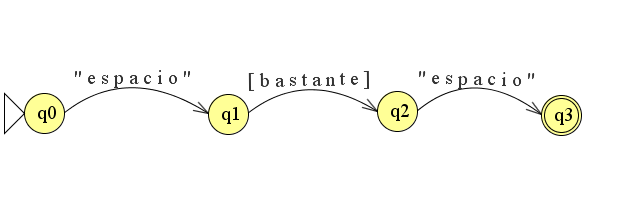 "espacio" [bastante] "espacio"
q0 q1 q2 q3